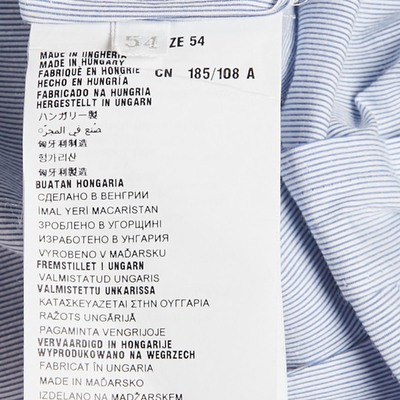 54 ZE 54
MADE IN UNGHERIA
MADE IN HUNGARY
FABRIQUÉ EN HONGRIE
CN 185/108 A
HECHO EN HUNGRIA
FABRICADO NA HUNGRIA
HERGESTELLT IN UNGARN
ハンガリー製
صنع في المجر
匈牙利制造
헝가리산
匈牙利製造
BUATAN HONGARIA
СДЕЛАНО В ВЕНГРИИ
İMAL YERİ MACARİSTAN
ЗРОБЛЕНО В УГОРЩИНІ
ИЗРАБОТЕНО В УНГАРИЯ
VYROBENO V MAĎARSKU
FREMSTILLET I UNGARN
VALMISTATUD UNGARIS
VALMISTETTU UNKARISSA
ΚΑΤΑΣΚΕΥΑΖΕΤΑΙ ΣΤΗΝ ΟΥΓΓΑΡΙΑ
RAŽOTS UNGĀRIJĀ
PAGAMINTA VENGRIJOJE
VERVAARDIGD IN HONGARIJE
WYPRODUKOWANO NA WEGRZECH
FABRICAT ÎN UNGARIA
MADE IN MAĎARSKO
IZDELANO NA MADŽARSKEM